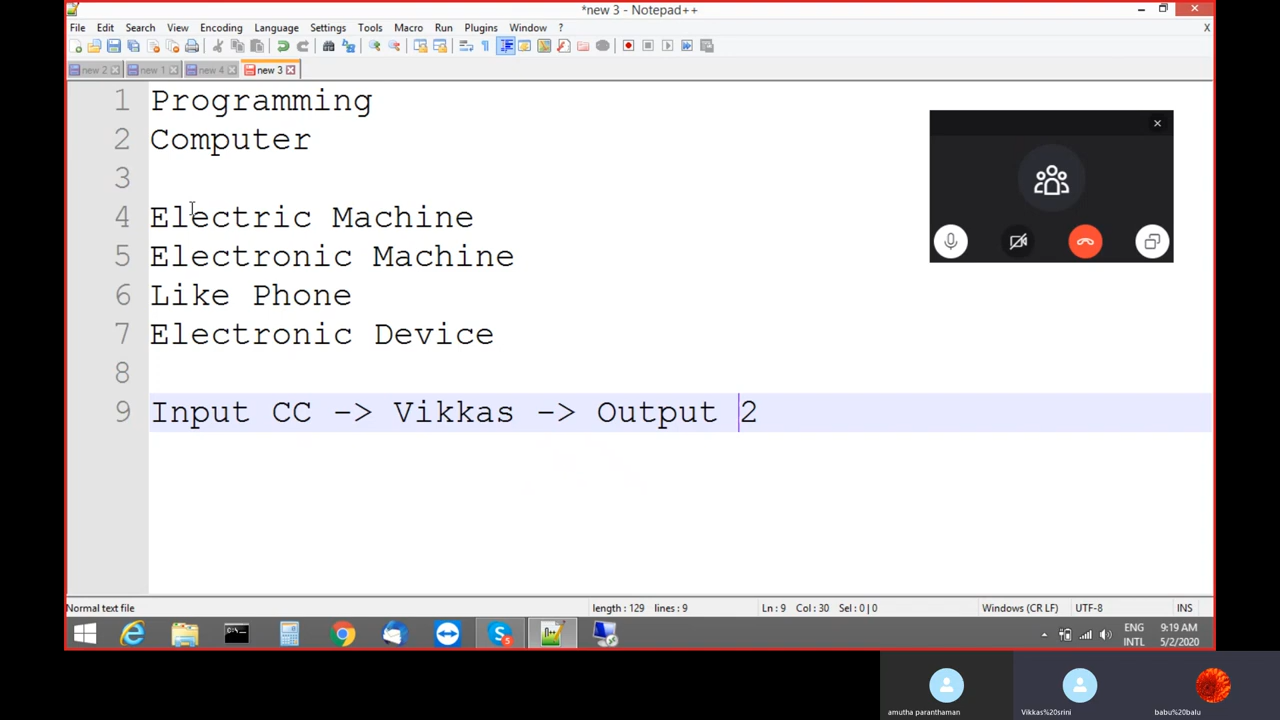 *new 3 - Notepad++
File Edit Search View Encoding Language Settings Tools Macro Run Plugins Window ? X
new 2 new 1 new 4 new 3
1 Programming
2 Computer
3
4 Electric Machine
5 Electronic Machine
6 Like Phone
7 Electronic Device
8
9 Input CC -> Vikkas -> Output 2
Normal text file length : 129 lines : 9 Ln : 9 Col : 30 Sel : 0 | 0 Windows (CR LF) UTF-8 INS
ENG 9:19 AM
INTL 5/2/2020
amutha paranthaman Vikkas%20srini babu%20balu